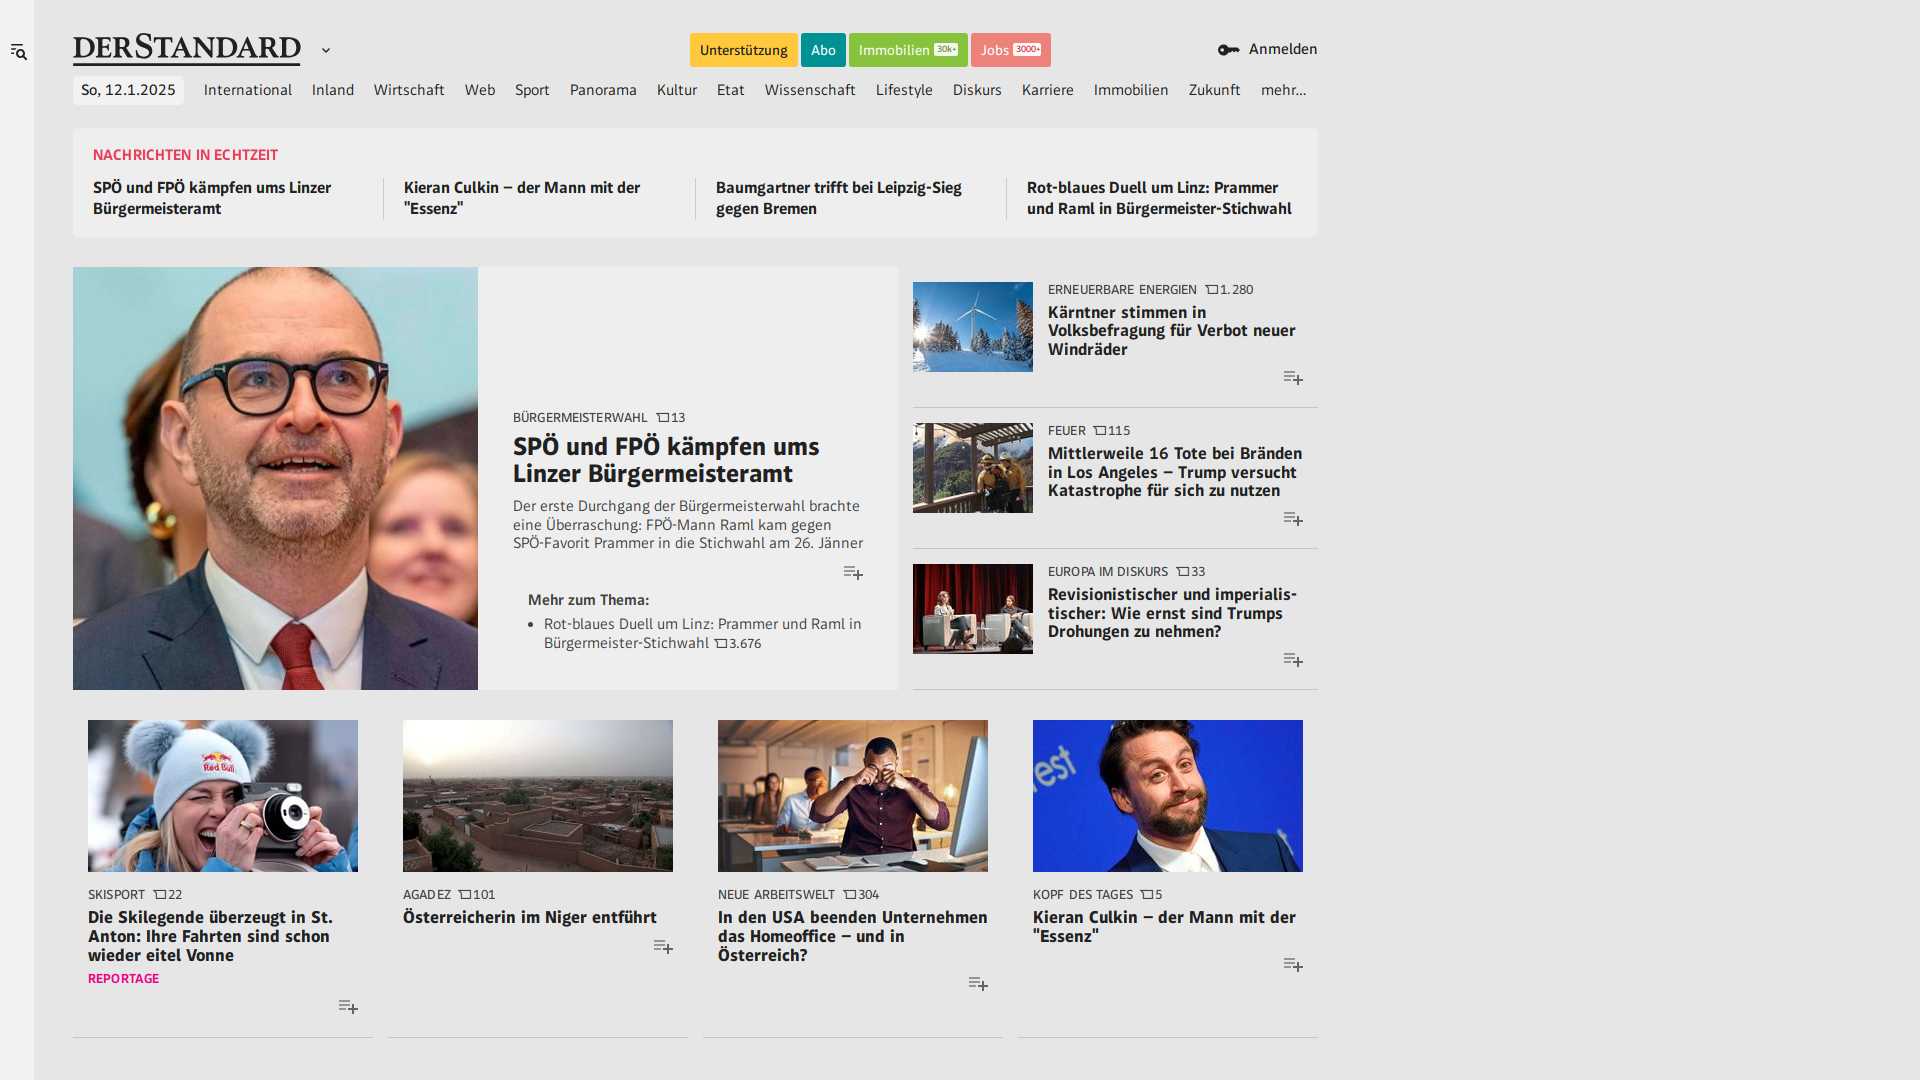 DERSTANDARD
Unterstützung
Abo
Immobilien 30k+
Jobs 3000+
Anmelden
So, 12.1.2025
International
Inland
Wirtschaft
Web
Sport
Panorama
Kultur
Etat
Wissenschaft
Lifestyle
Diskurs
Karriere
Immobilien
Zukunft
mehr…
NACHRICHTEN IN ECHTZEIT
SPÖ und FPÖ kämpfen ums Linzer
Bürgermeisteramt
Kieran Culkin – der Mann mit der
"Essenz"
Baumgartner trifft bei Leipzig-Sieg
gegen Bremen
Rot-blaues Duell um Linz: Prammer
und Raml in Bürgermeister-Stichwahl
BÜRGERMEISTERWAHL 13
SPÖ und FPÖ kämpfen ums
Linzer Bürgermeisteramt
Der erste Durchgang der Bürgermeisterwahl brachte
eine Überraschung: FPÖ-Mann Raml kam gegen
SPÖ-Favorit Prammer in die Stichwahl am 26. Jänner
Mehr zum Thema:
Rot-blaues Duell um Linz: Prammer und Raml in
Bürgermeister-Stichwahl 3.676
ERNEUERBARE ENERGIEN 1.280
Kärntner stimmen in
Volksbefragung für Verbot neuer
Windräder
FEUER 115
Mittlerweile 16 Tote bei Bränden
in Los Angeles – Trump versucht
Katastrophe für sich zu nutzen
EUROPA IM DISKURS 33
Revisionistischer und imperialis-
tischer: Wie ernst sind Trumps
Drohungen zu nehmen?
Red Bull
SKISPORT 22
Die Skilegende überzeugt in St.
Anton: Ihre Fahrten sind schon
wieder eitel Vonne
REPORTAGE
AGADEZ 101
Österreicherin im Niger entführt
NEUE ARBEITSWELT 304
In den USA beenden Unternehmen
das Homeoffice – und in
Österreich?
est
KOPF DES TAGES 5
Kieran Culkin – der Mann mit der
"Essenz"